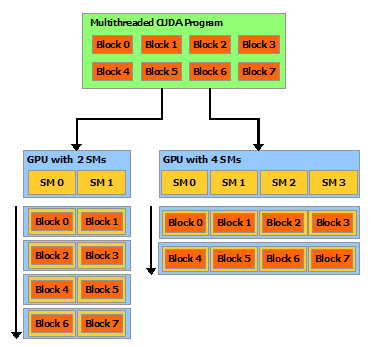 Multithreaded CUDA Program
Block 0 Block 1 Block 2 Block 3
Block 4 Block 5 Block 6 Block 7
GPU with 2 SMs
SM 0 SM 1
Block 0 Block 1
Block 2 Block 3
Block 4 Block 5
Block 6 Block 7
GPU with 4 SMs
SM 0 SM 1 SM 2 SM 3
Block 0 Block 1 Block 2 Block 3
Block 4 Block 5 Block 6 Block 7